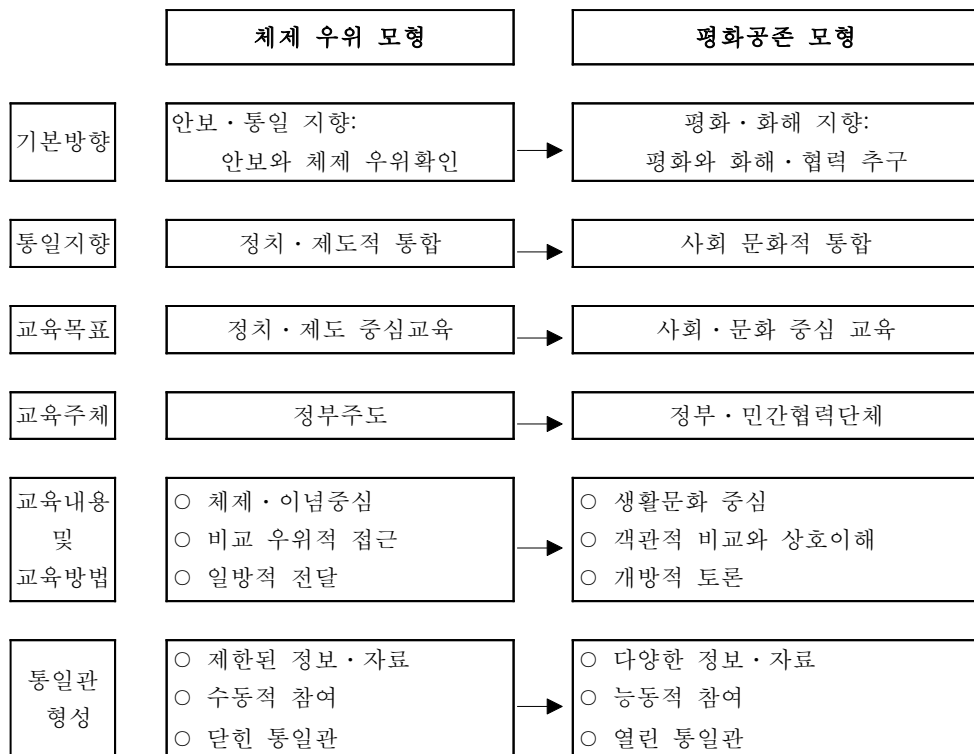 체제 우위 모형
평화공존 모형
기본방향
안보·통일 지향:
안보와 체제 우위확인
평화·화해 지향:
평화와 화해·협력 추구
통일지향
정치·제도적 통합
사회 문화적 통합
교육목표
정치·제도 중심교육
사회·문화 중심 교육
교육주체
정부주도
정부·민간협력단체
교육내용
및
교육방법
○ 체제·이념중심
○ 비교 우위적 접근
○ 일방적 전달
○ 생활문화 중심
○ 객관적 비교와 상호이해
○ 개방적 토론
통일관
형성
○ 제한된 정보·자료
○ 수동적 참여
○ 닫힌 통일관
○ 다양한 정보·자료
○ 능동적 참여
○ 열린 통일관